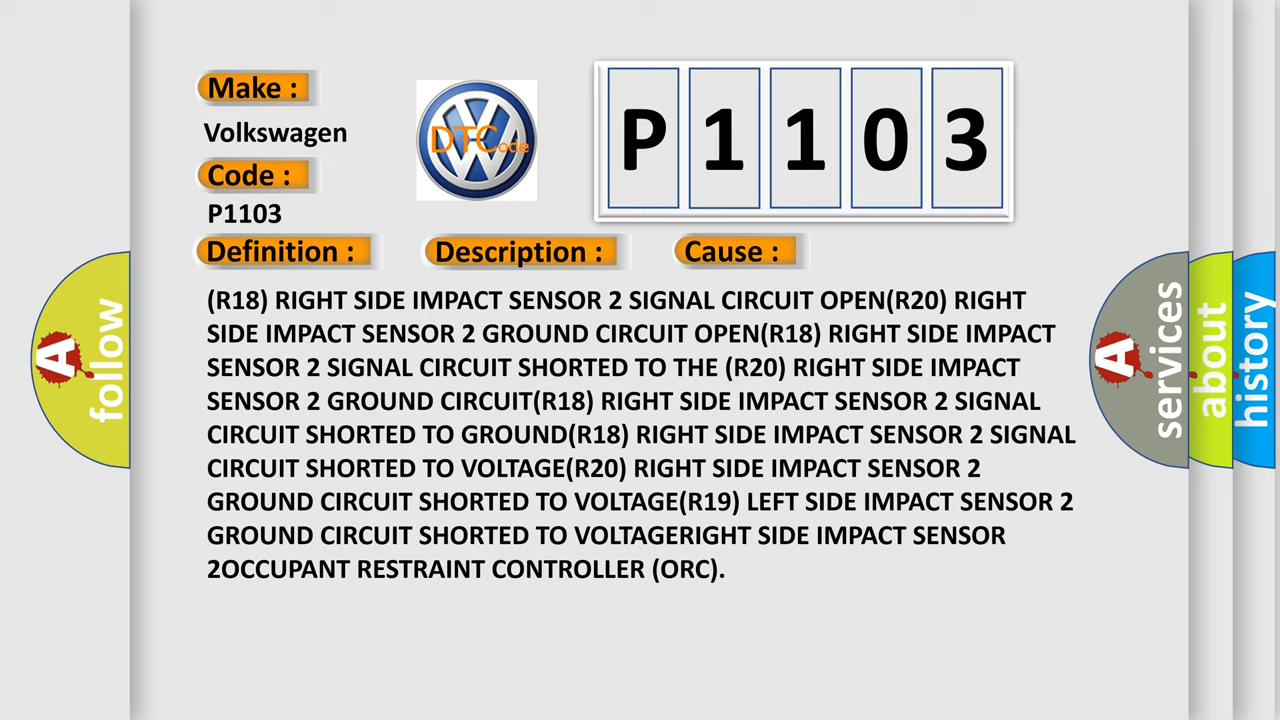 Make :
Volkswagen
Code :
P1103
DTCode
P 1 1 0 3
Definition :
Description :
Cause :
(R18) RIGHT SIDE IMPACT SENSOR 2 SIGNAL CIRCUIT OPEN(R20) RIGHT
SIDE IMPACT SENSOR 2 GROUND CIRCUIT OPEN(R18) RIGHT SIDE IMPACT
SENSOR 2 SIGNAL CIRCUIT SHORTED TO THE (R20) RIGHT SIDE IMPACT
SENSOR 2 GROUND CIRCUIT(R18) RIGHT SIDE IMPACT SENSOR 2 SIGNAL
CIRCUIT SHORTED TO GROUND(R18) RIGHT SIDE IMPACT SENSOR 2 SIGNAL
CIRCUIT SHORTED TO VOLTAGE(R20) RIGHT SIDE IMPACT SENSOR 2
GROUND CIRCUIT SHORTED TO VOLTAGE(R19) LEFT SIDE IMPACT SENSOR 2
GROUND CIRCUIT SHORTED TO VOLTAGERIGHT SIDE IMPACT SENSOR
2OCCUPANT RESTRAINT CONTROLLER (ORC).
A
follow
A
services
about
history